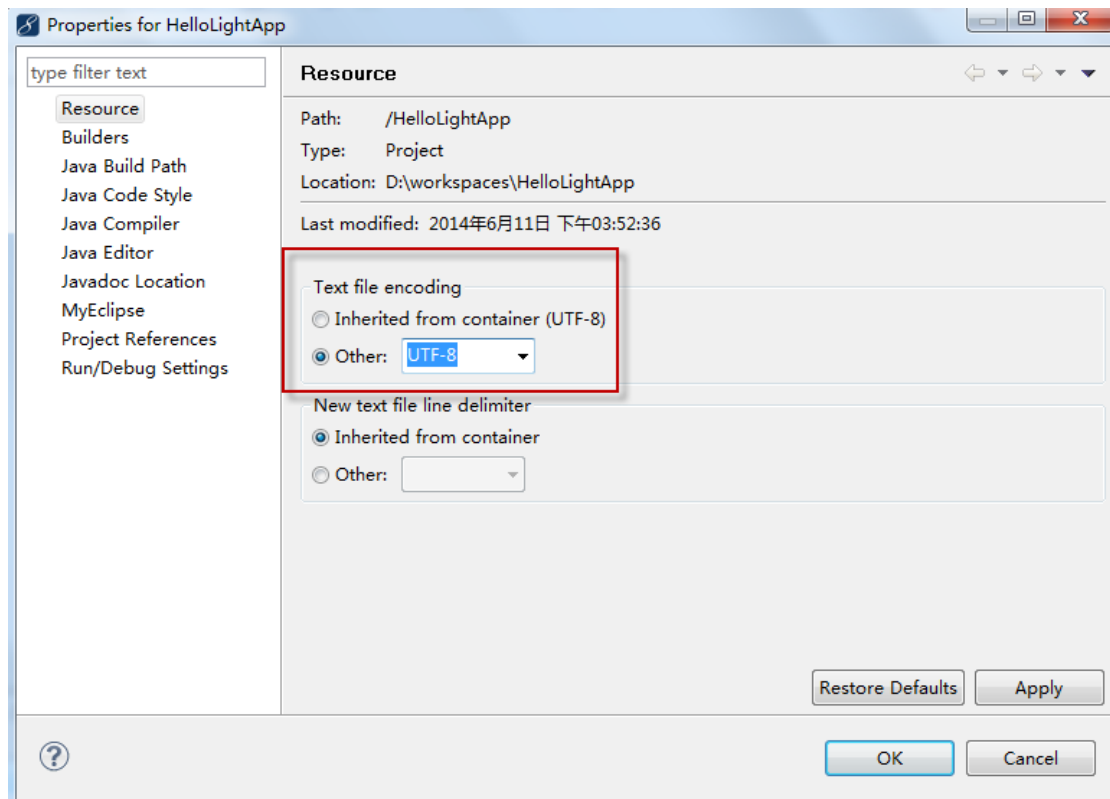 Properties for HelloLightApp
type filter text
Resource
Builders
Java Build Path
Java Code Style
Java Compiler
Java Editor
Javadoc Location
MyEclipse
Project References
Run/Debug Settings
Resource
Path: /HelloLightApp
Type: Project
Location: D:\workspaces\HelloLightApp
Last modified: 2014年6月11日 下午03:52:36
Text file encoding
Inherited from container (UTF-8)
Other: UTF-8
New text file line delimiter
Inherited from container
Other:
Restore Defaults Apply
? OK Cancel